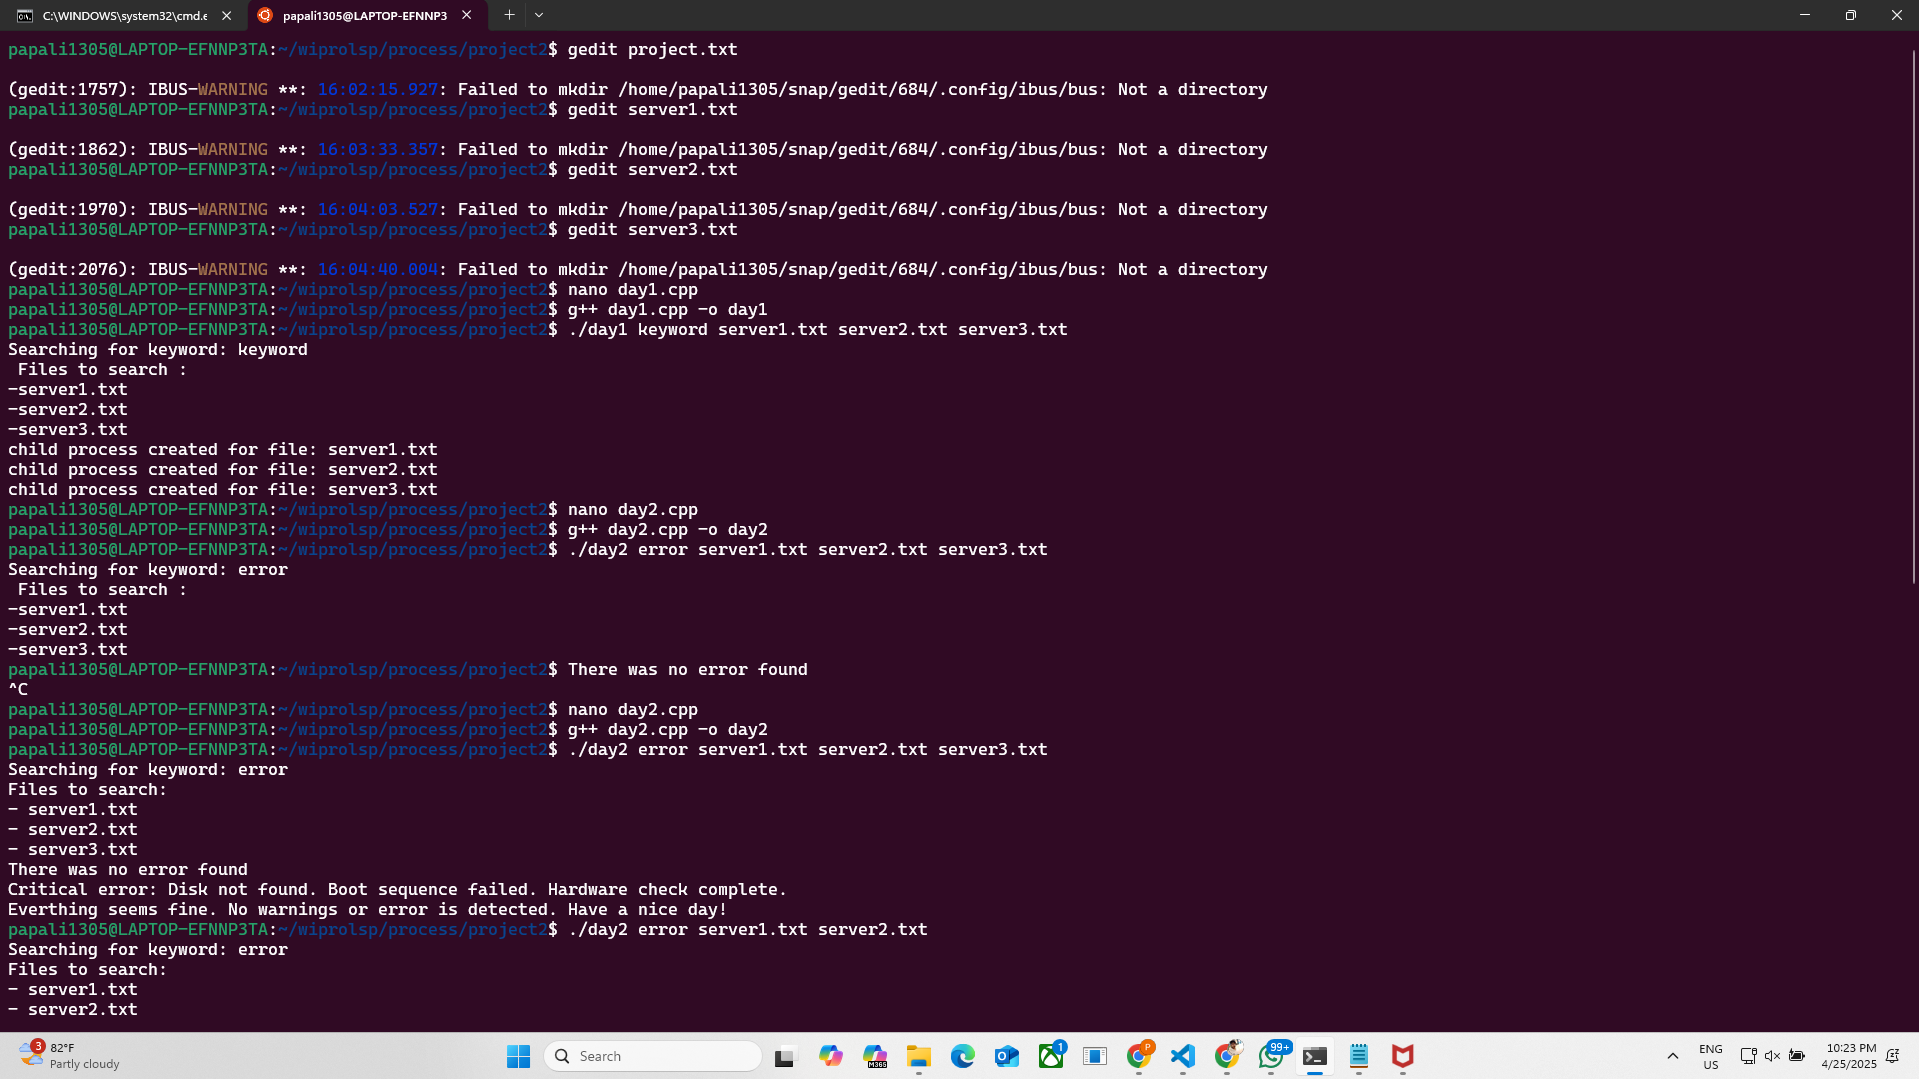 C:\WINDOWS\system32\cmd.e
papali1305@LAPTOP-EFNNP3
papali1305@LAPTOP-EFNNP3TA:~/wiprolsp/process/project2$ gedit project.txt
(gedit:1757): IBUS-WARNING **: 16:02:15.927: Failed to mkdir /home/papali1305/snap/gedit/684/.config/ibus/bus: Not a directory
papali1305@LAPTOP-EFNNP3TA:~/wiprolsp/process/project2$ gedit server1.txt
(gedit:1862): IBUS-WARNING **: 16:03:33.357: Failed to mkdir /home/papali1305/snap/gedit/684/.config/ibus/bus: Not a directory
papali1305@LAPTOP-EFNNP3TA:~/wiprolsp/process/project2$ gedit server2.txt
(gedit:1970): IBUS-WARNING **: 16:04:03.527: Failed to mkdir /home/papali1305/snap/gedit/684/.config/ibus/bus: Not a directory
papali1305@LAPTOP-EFNNP3TA:~/wiprolsp/process/project2$ gedit server3.txt
(gedit:2076): IBUS-WARNING **: 16:04:40.004: Failed to mkdir /home/papali1305/snap/gedit/684/.config/ibus/bus: Not a directory
papali1305@LAPTOP-EFNNP3TA:~/wiprolsp/process/project2$ nano day1.cpp
papali1305@LAPTOP-EFNNP3TA:~/wiprolsp/process/project2$ g++ day1.cpp -o day1
papali1305@LAPTOP-EFNNP3TA:~/wiprolsp/process/project2$ ./day1 keyword server1.txt server2.txt server3.txt
Searching for keyword: keyword
Files to search :
-server1.txt
-server2.txt
-server3.txt
child process created for file: server1.txt
child process created for file: server2.txt
child process created for file: server3.txt
papali1305@LAPTOP-EFNNP3TA:~/wiprolsp/process/project2$ nano day2.cpp
papali1305@LAPTOP-EFNNP3TA:~/wiprolsp/process/project2$ g++ day2.cpp -o day2
papali1305@LAPTOP-EFNNP3TA:~/wiprolsp/process/project2$ ./day2 error server1.txt server2.txt server3.txt
Searching for keyword: error
Files to search :
-server1.txt
-server2.txt
-server3.txt
papali1305@LAPTOP-EFNNP3TA:~/wiprolsp/process/project2$ There was no error found
^C
papali1305@LAPTOP-EFNNP3TA:~/wiprolsp/process/project2$ nano day2.cpp
papali1305@LAPTOP-EFNNP3TA:~/wiprolsp/process/project2$ g++ day2.cpp -o day2
papali1305@LAPTOP-EFNNP3TA:~/wiprolsp/process/project2$ ./day2 error server1.txt server2.txt server3.txt
Searching for keyword: error
Files to search:
- server1.txt
- server2.txt
- server3.txt
There was no error found
Critical error: Disk not found. Boot sequence failed. Hardware check complete.
Everthing seems fine. No warnings or error is detected. Have a nice day!
papali1305@LAPTOP-EFNNP3TA:~/wiprolsp/process/project2$ ./day2 error server1.txt server2.txt
Searching for keyword: error
Files to search:
- server1.txt
- server2.txt
3
82°F
Partly cloudy
Search
M365
1
P
99+
ENG
US
10:23 PM
4/25/2025